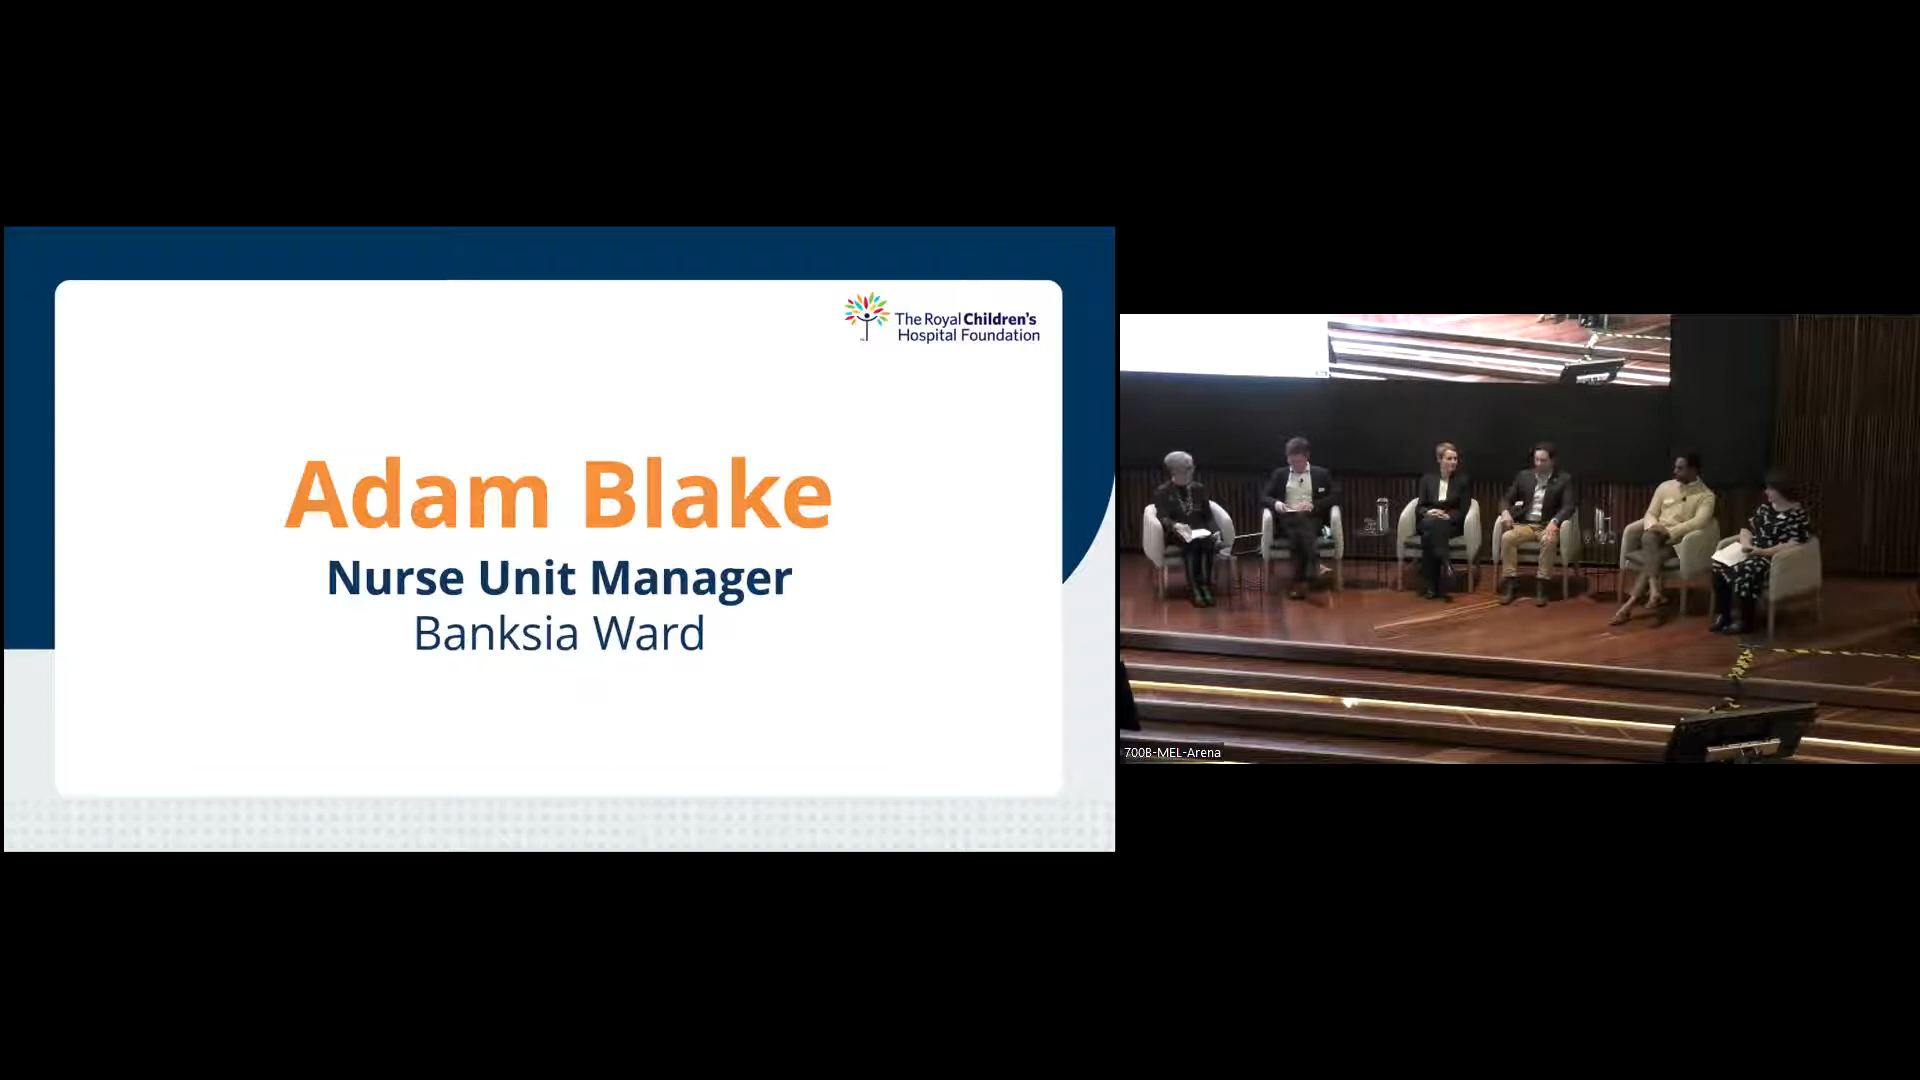 The Royal Children's
Hospital Foundation
Adam Blake
Nurse Unit Manager
Banksia Ward
700B-MEL-Arena